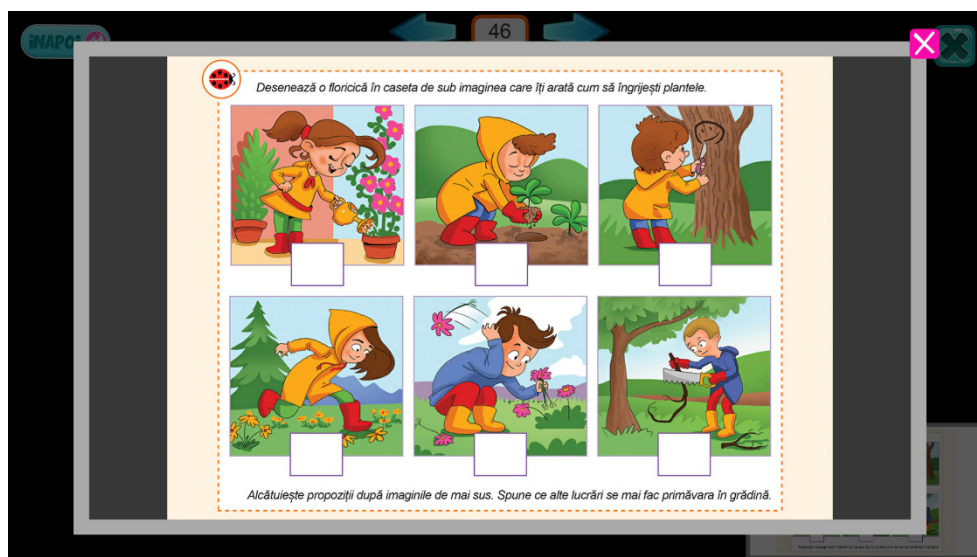 ÎNAPOI
46
Desenează o floricică în caseta de sub imaginea care îți arată cum să îngrijești plantele.
Alcătuiește propoziții după imaginile de mai sus. Spune ce alte lucrări se mai fac primăvara în grădină.